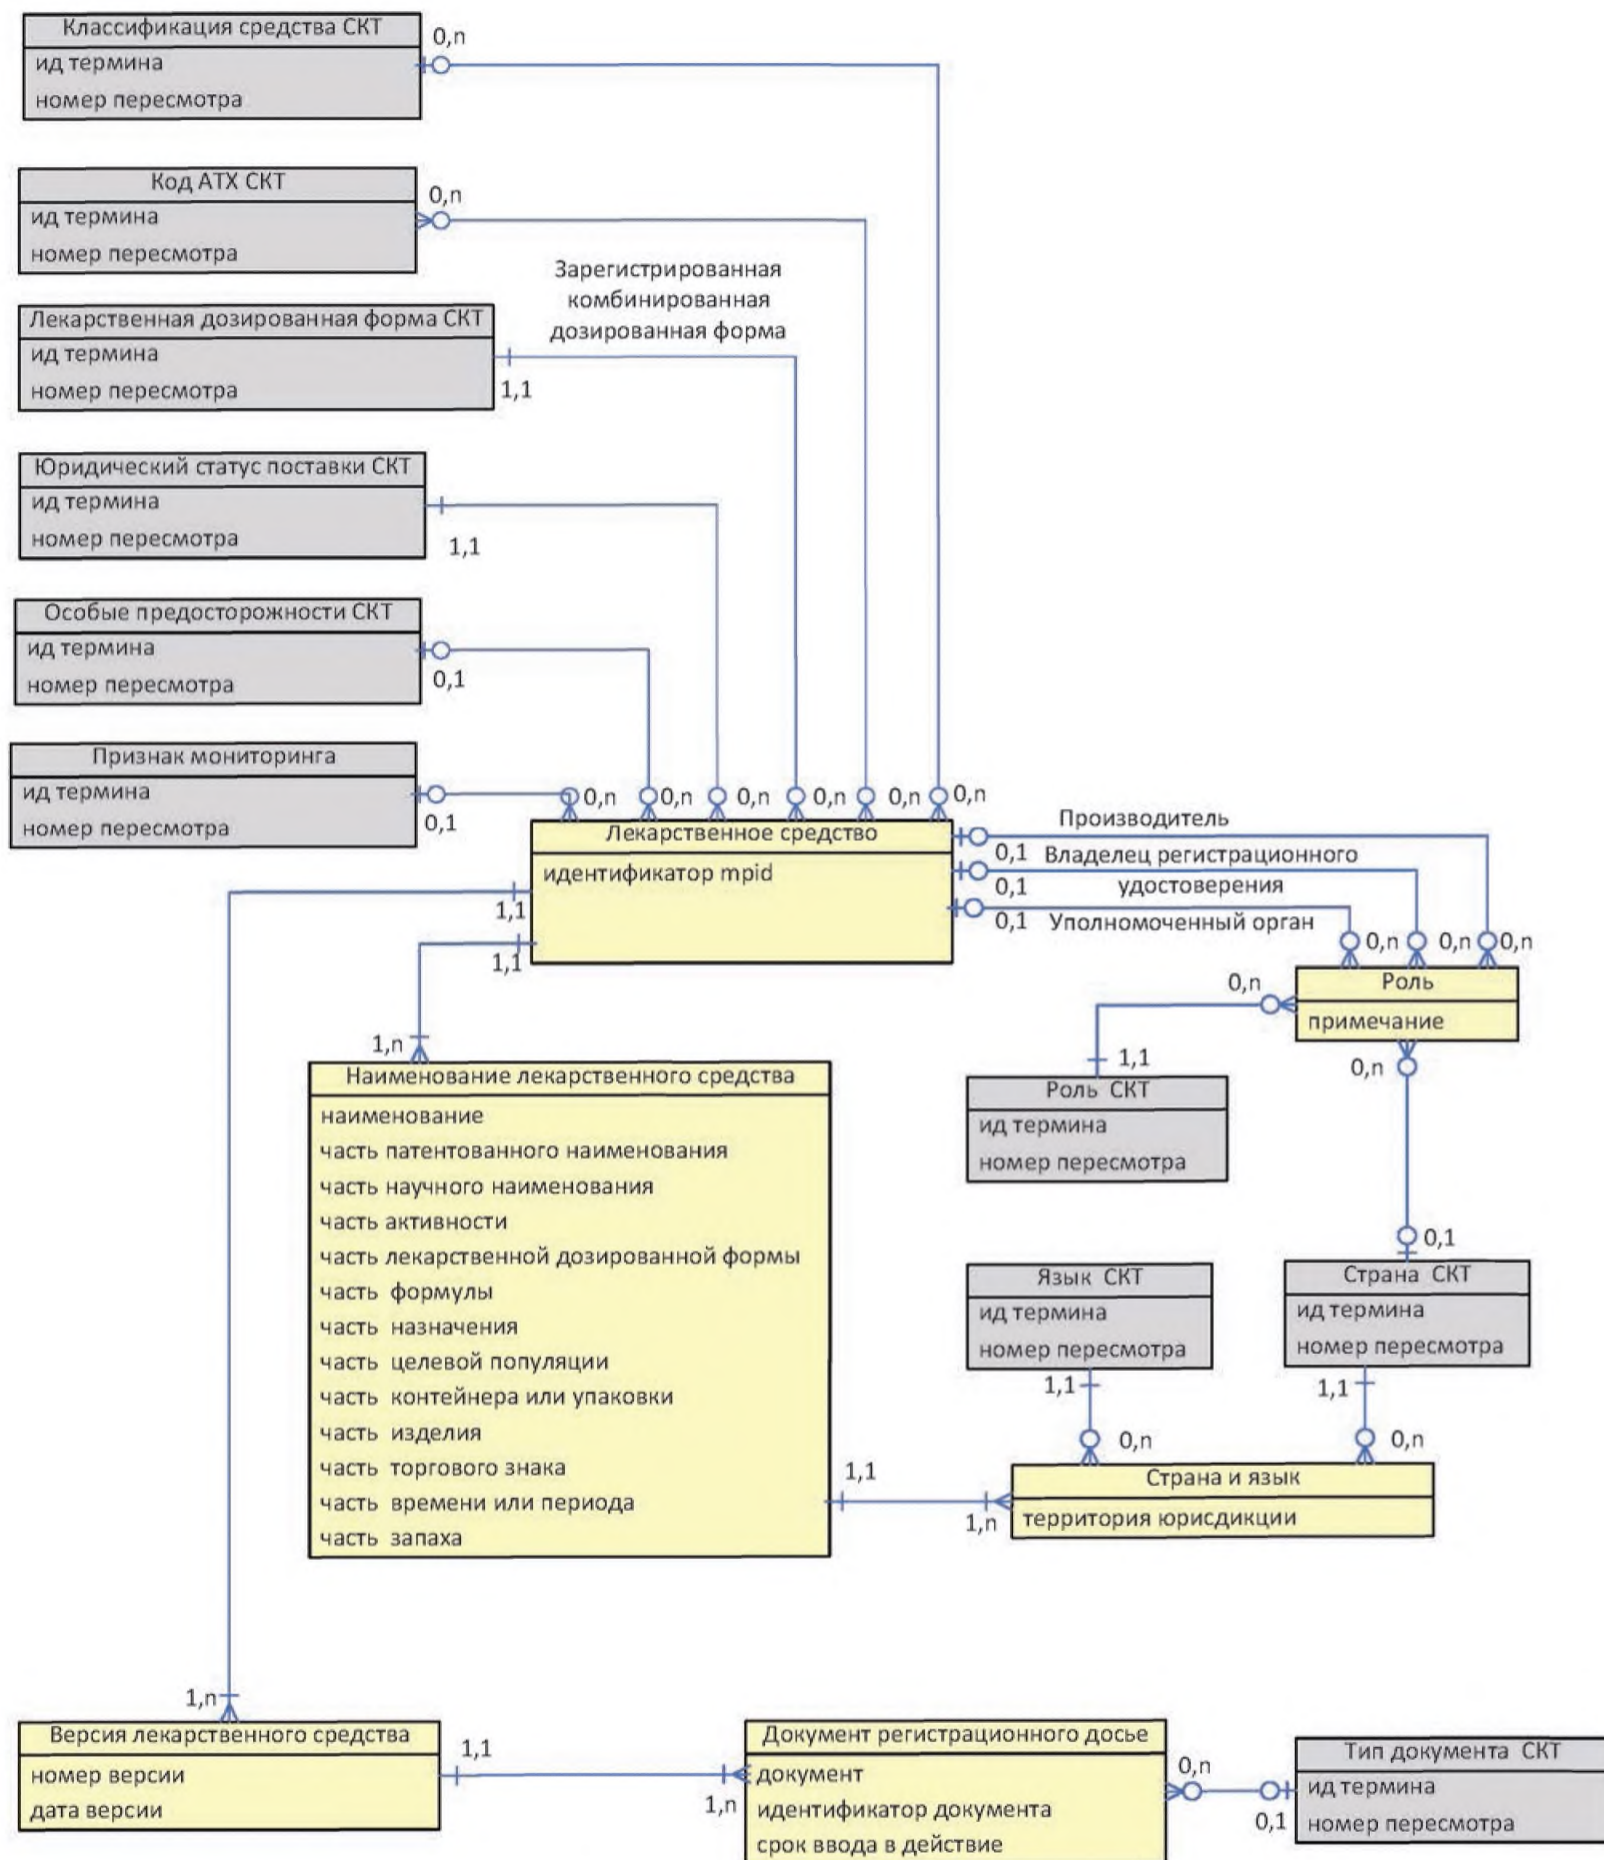 Классификация средства СКТ
ид термина
номер пересмотра
0,n
Код АТХ СКТ
ид термина
номер пересмотра
0,n
Зарегистрированная
комбинированная
дозированная форма
Лекарственная дозированная форма СКТ
ид термина
номер пересмотра
1,1
Юридический статус поставки СКТ
ид термина
номер пересмотра
1,1
Особые предосторожности СКТ
ид термина
номер пересмотра
0,1
Признак мониторинга
ид термина
номер пересмотра
0,1
0,n
0,n
0,n
0,n
0,n
0,n
Лекарственное средство
идентификатор mpid
Производитель
0,1
Владелец регистрационного
удостоверения
0,1
0,1
Уполномоченный орган
1,1
1,1
0,n
0,n
0,n
Роль
примечание
0,n
1,1
0,n
Роль СКТ
ид термина
номер пересмотра
1,n
Наименование лекарственного средства
наименование
часть патентованного наименования
часть научного наименования
часть активности
часть лекарственной дозированной формы
часть формулы
часть назначения
часть целевой популяции
часть контейнера или упаковки
часть изделия
часть торгового знака
часть времени или периода
часть запаха
0,1
Язык СКТ
ид термина
номер пересмотра
Страна СКТ
ид термина
номер пересмотра
1,1
1,1
0,n
0,n
1,1
1,n
Страна и язык
территория юрисдикции
1,n
Версия лекарственного средства
номер версии
дата версии
1,1
1,n
Документ регистрационного досье
документ
идентификатор документа
срок ввода в действие
0,n
0,1
Тип документа СКТ
ид термина
номер пересмотра